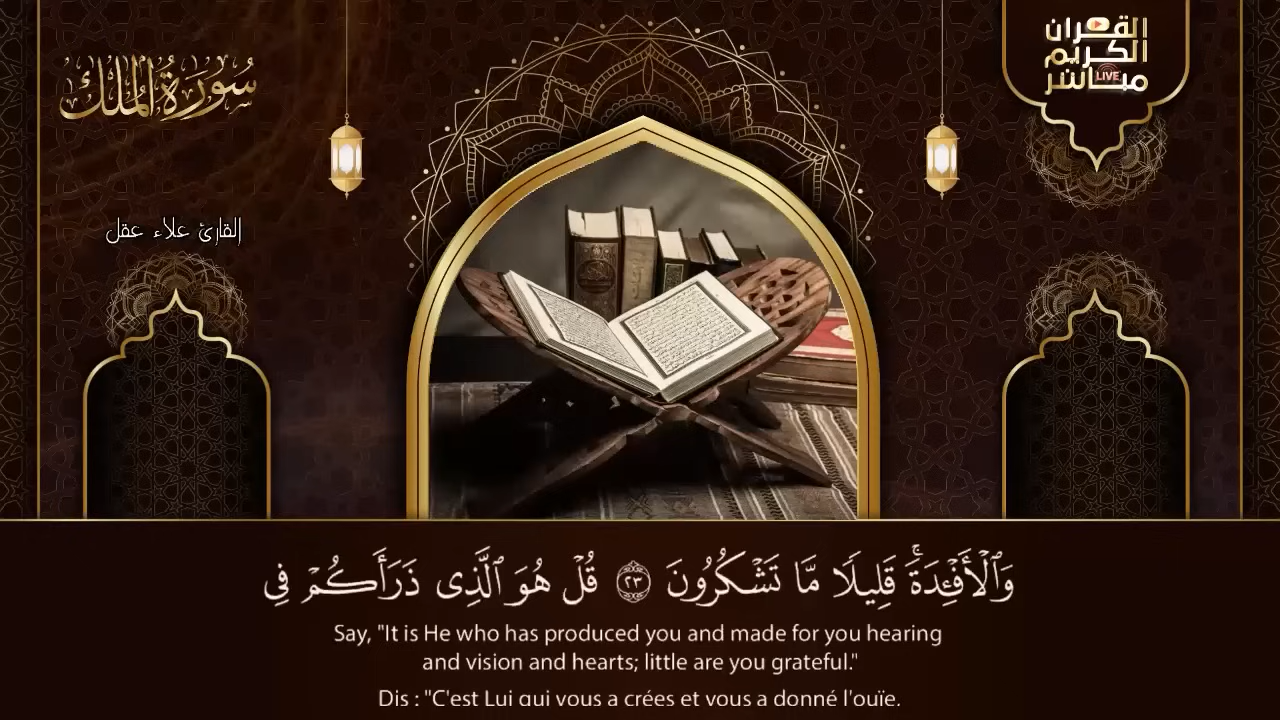 سُورَةُ الْمُلْك
القرآن
الكريم
مباشر
LIVE
القارئ علاء عقل
وَٱلْأَفْـِٔدَةَۚ قَلِيلًا مَّا تَشْكُرُونَ ٢٣ قُلْ هُوَ ٱلَّذِى ذَرَأَكُمْ فِى
Say, "It is He who has produced you and made for you hearing
and vision and hearts; little are you grateful."
Dis : "C'est Lui qui vous a crées et vous a donné l'ouïe.